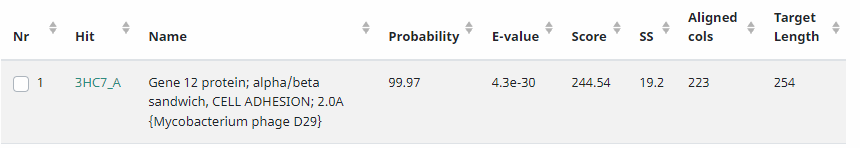 Nr Hit Name Probability E-value Score SS Aligned cols Target Length
1 3HC7_A Gene 12 protein; alpha/beta 99.97 4.3e-30 244.54 19.2 223 254
sandwich, CELL ADHESION; 2.0A
{Mycobacterium phage D29}